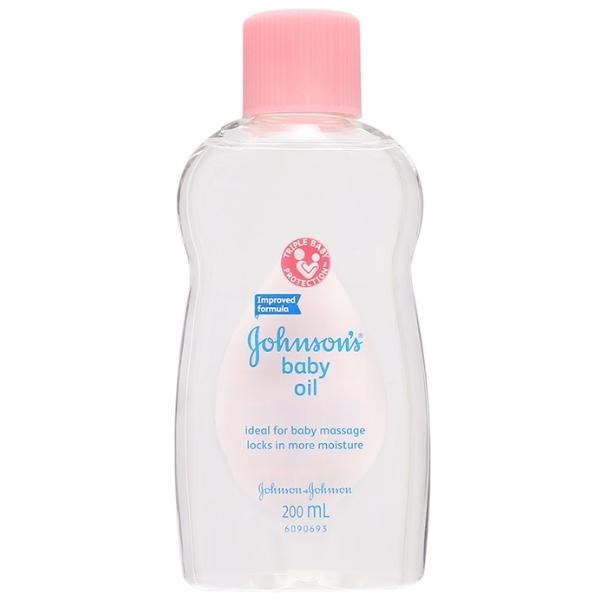 TRIPLE BABY
PROTECTION™
Improved
formula
Johnson's®
baby
oil
ideal for baby massage
locks in more moisture
Johnson & Johnson
200 mL
6090693